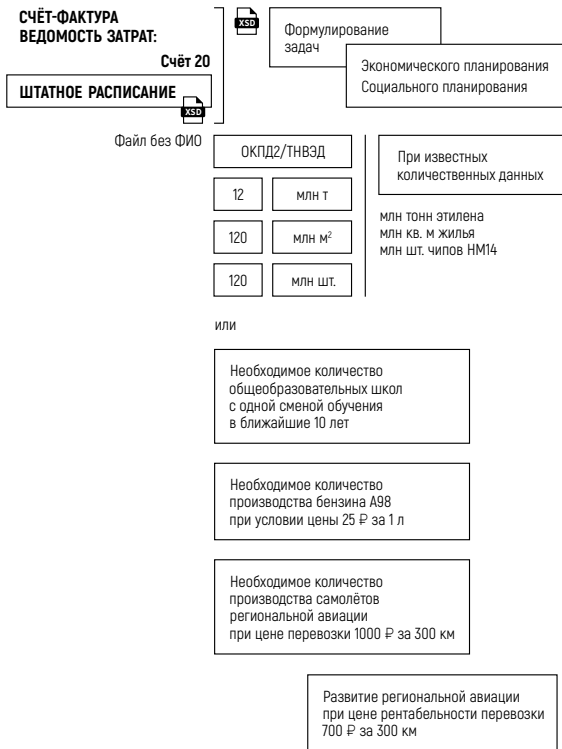 СЧЁТ-ФАКТУРА
ВЕДОМОСТЬ ЗАТРАТ:
Счёт 20
ШТАТНОЕ РАСПИСАНИЕ
XSD
Файл без ФИО
XSD
Формулирование
задач
Экономического планирования
Социального планирования
ОКПД2/ТНВЭД
12 млн т
120 млн м²
120 млн шт.
При известных
количественных данных
млн тонн этилена
млн кв. м жилья
млн шт. чипов HM14
или
Необходимое количество
общеобразовательных школ
с одной сменой обучения
в ближайшие 10 лет
Необходимое количество
производства бензина А98
при условии цены 25 ₽ за 1 л
Необходимое количество
производства самолётов
региональной авиации
при цене перевозки 1000 ₽ за 300 км
Развитие региональной авиации
при цене рентабельности перевозки
700 ₽ за 300 км